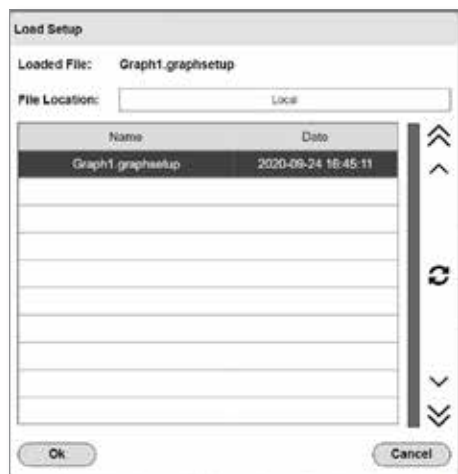 Load Setup
Loaded File: Graph1.graphsetup
File Location: Local
Name Date
Graph1.graphsetup 2020-09-24 16:45:11
Ok Cancel